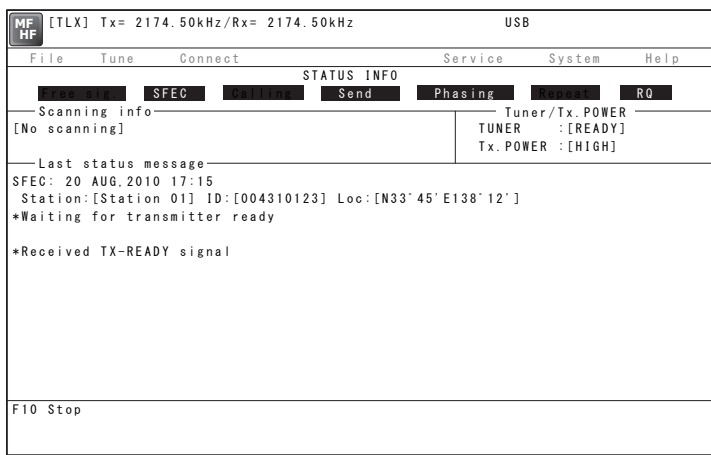 MF HF [TLX] Tx= 2174.50kHz/Rx= 2174.50kHz USB
File Tune Connect Service System Help
STATUS INFO
Free sig. SFEC Calling Send Phasing Repeat RQ
Scanning info Tuner/Tx.POWER
[No scanning] TUNER :[READY]
Tx.POWER :[HIGH]
Last status message
SFEC: 20 AUG,2010 17:15
Station:[Station 01] ID:[004310123] Loc:[N33°45'E138°12']
*Waiting for transmitter ready
*Received TX-READY signal
F10 Stop